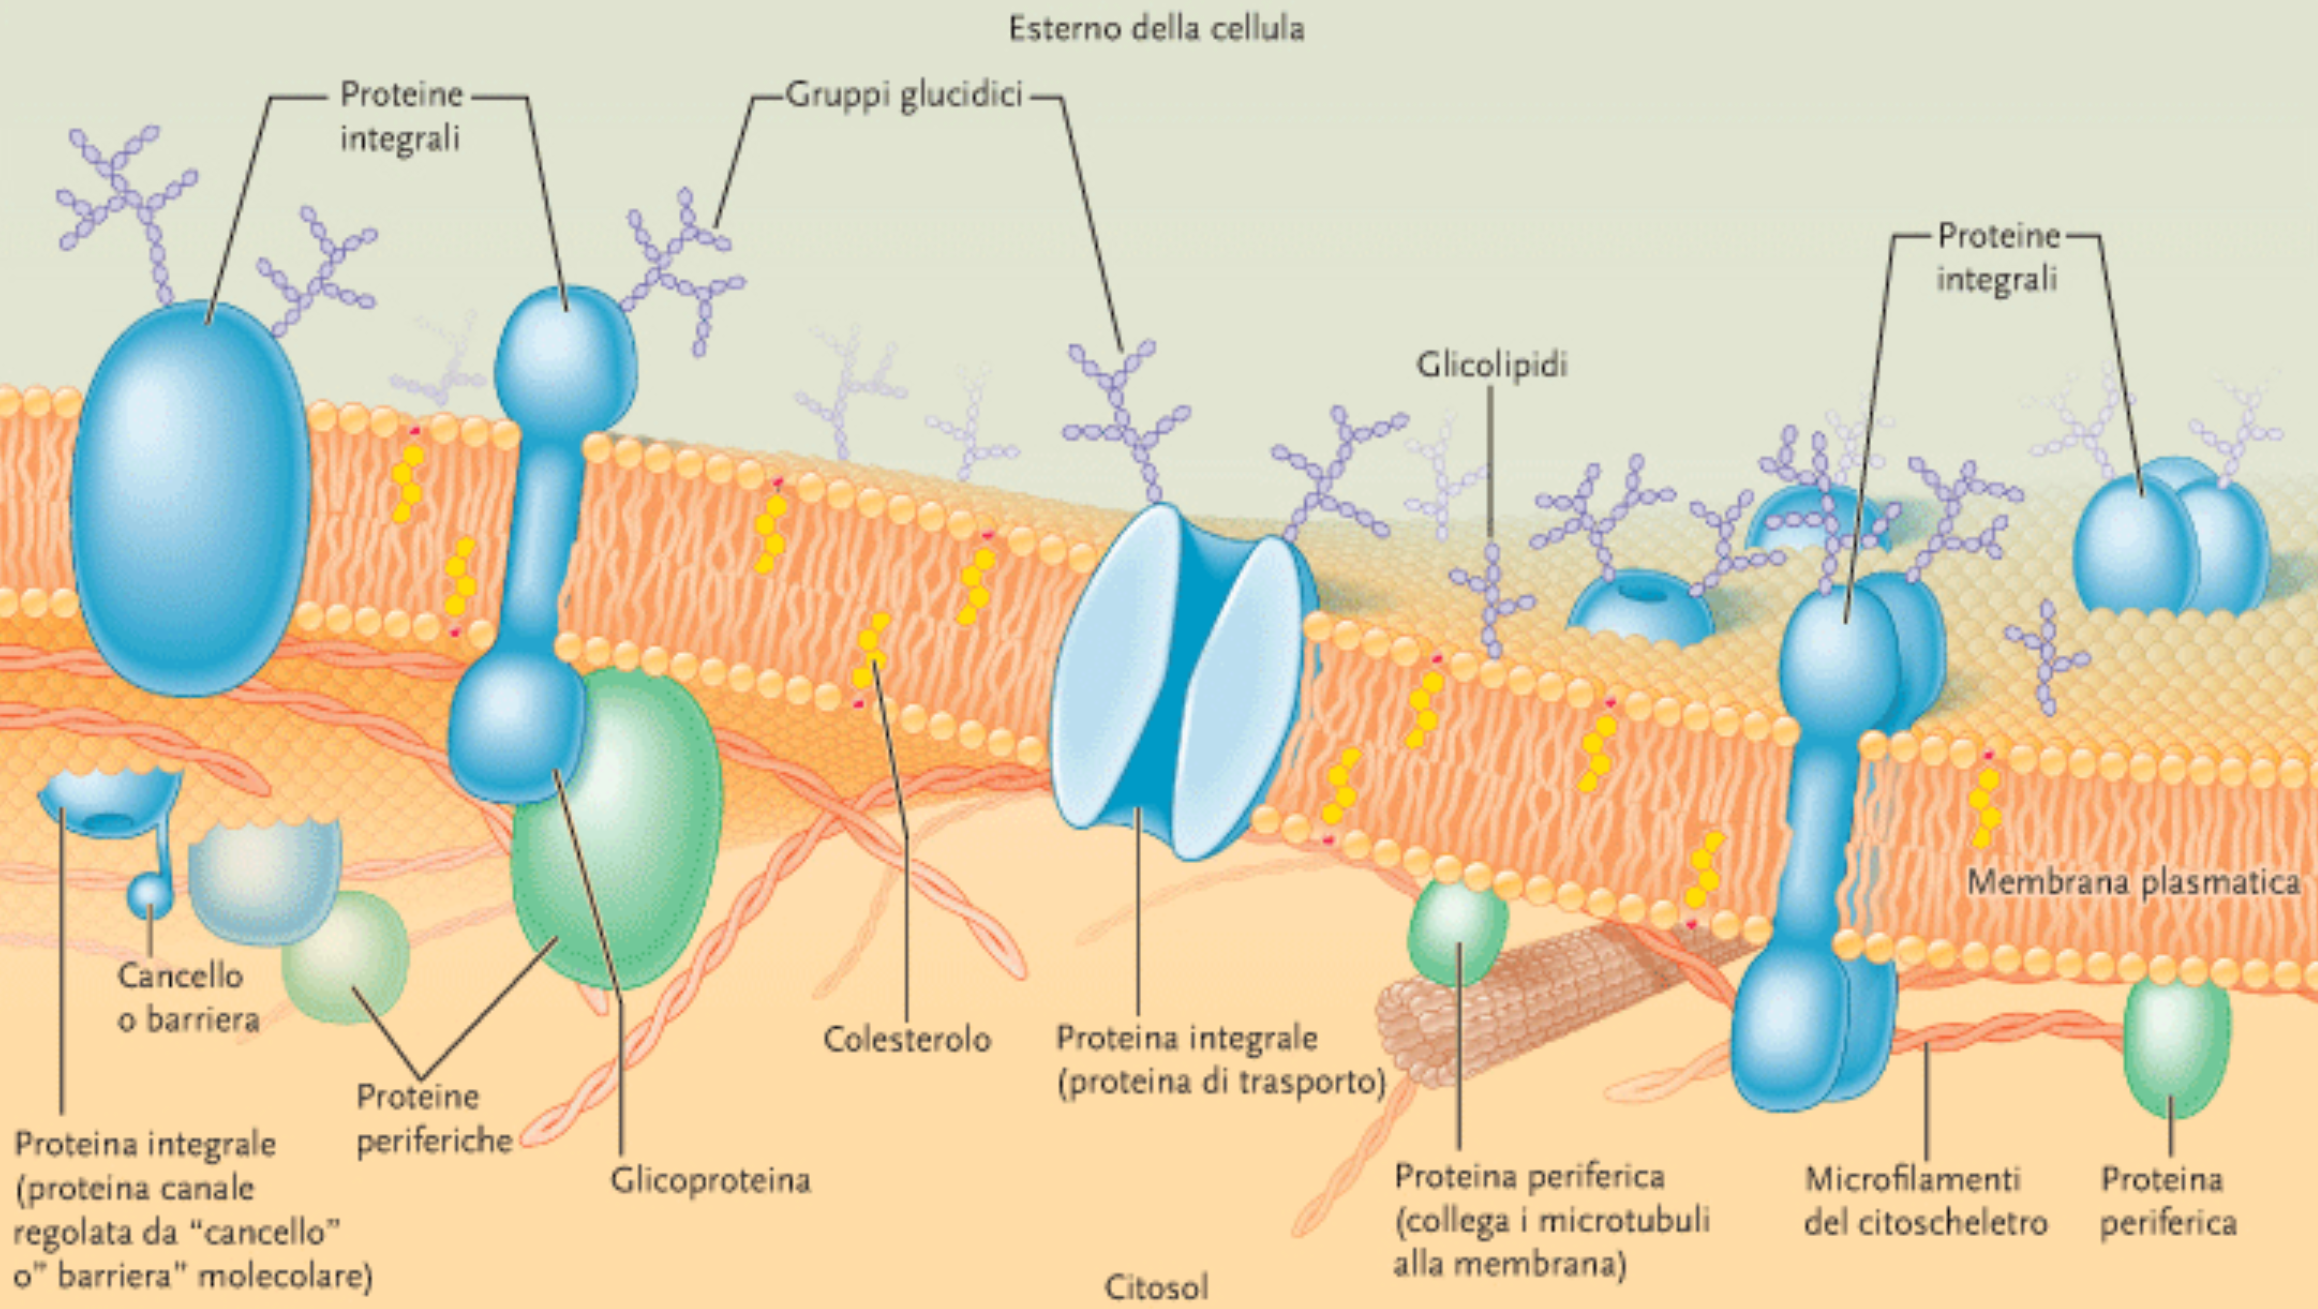 Esterno della cellula
Proteine
integrali
Gruppi glucidici
Proteine
integrali
Glicolipidi
Membrana plasmatica
Cancello
o barriera
Proteine
periferiche
Colesterolo
Proteina integrale
(proteina di trasporto)
Proteina integrale
(proteina canale
regolata da “cancello”
o” barriera” molecolare)
Glicoproteina
Proteina periferica
(collega i microtubuli
alla membrana)
Microfilamenti
del citoscheletro
Proteina
periferica
Citosol